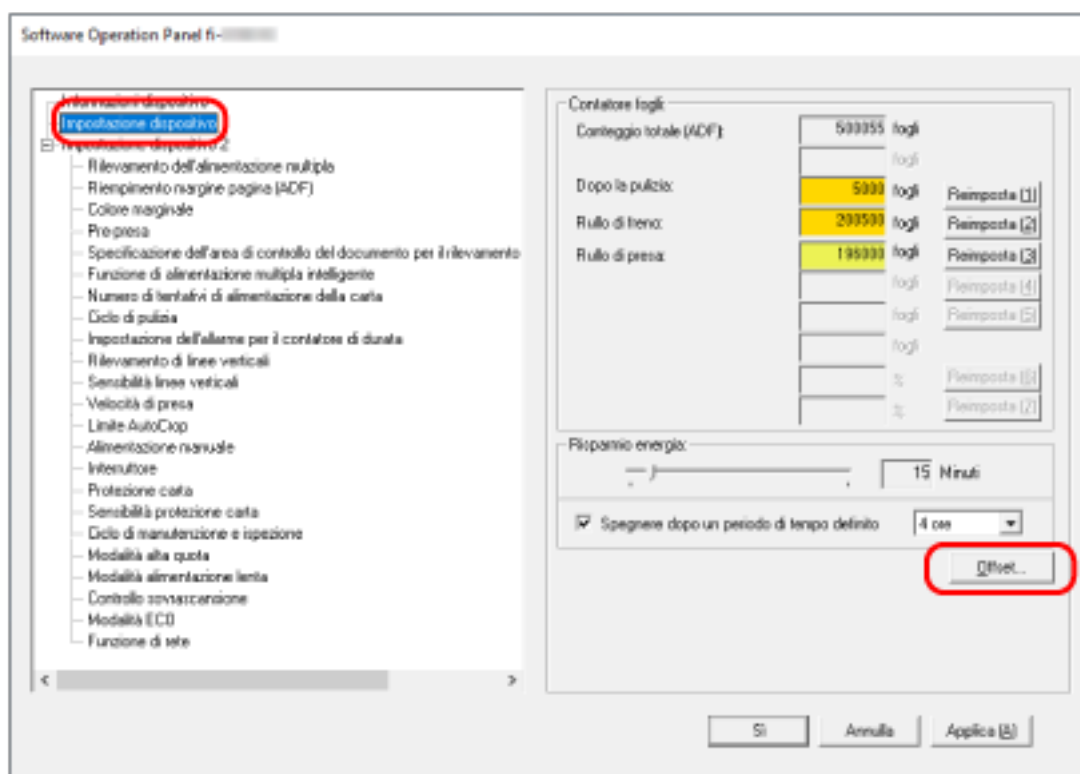 Software Operation Panel fi-
Informazioni dispositivo
Impostazione dispositivo
Impostazione dispositivo 2
Rilevamento dell'alimentazione multipla
Riempimento margine pagina (ADF)
Colore marginale
Pre-presa
Specificazione dell'area di controllo del documento per il rilevamento
Funzione di alimentazione multipla intelligente
Numero di tentativi di alimentazione della carta
Ciclo di pulizia
Impostazione dell'allarme per il contatore di durata
Rilevamento di linee verticali
Sensibilità linee verticali
Velocità di presa
Limite AutoCrop
Alimentazione manuale
Interruttore
Protezione carta
Sensibilità protezione carta
Ciclo di manutenzione e ispezione
Modalità alta quota
Modalità alimentazione lenta
Controllo sovrascansione
Modalità ECO
Funzione di rete
Contatore fogli
Conteggio totale (ADF): 500055 fogli
fogli
Dopo la pulizia: 5000 fogli Reimposta (1)
Rullo di freno: 200500 fogli Reimposta (2)
Rullo di presa: 196000 fogli Reimposta (3)
fogli Reimposta (4)
fogli Reimposta (5)
fogli
% Reimposta (6)
% Reimposta (7)
Risparmio energia:
15 Minuti
Spegnere dopo un periodo di tempo definito 4 ore
Offset...
Sì Annulla Applica (A)